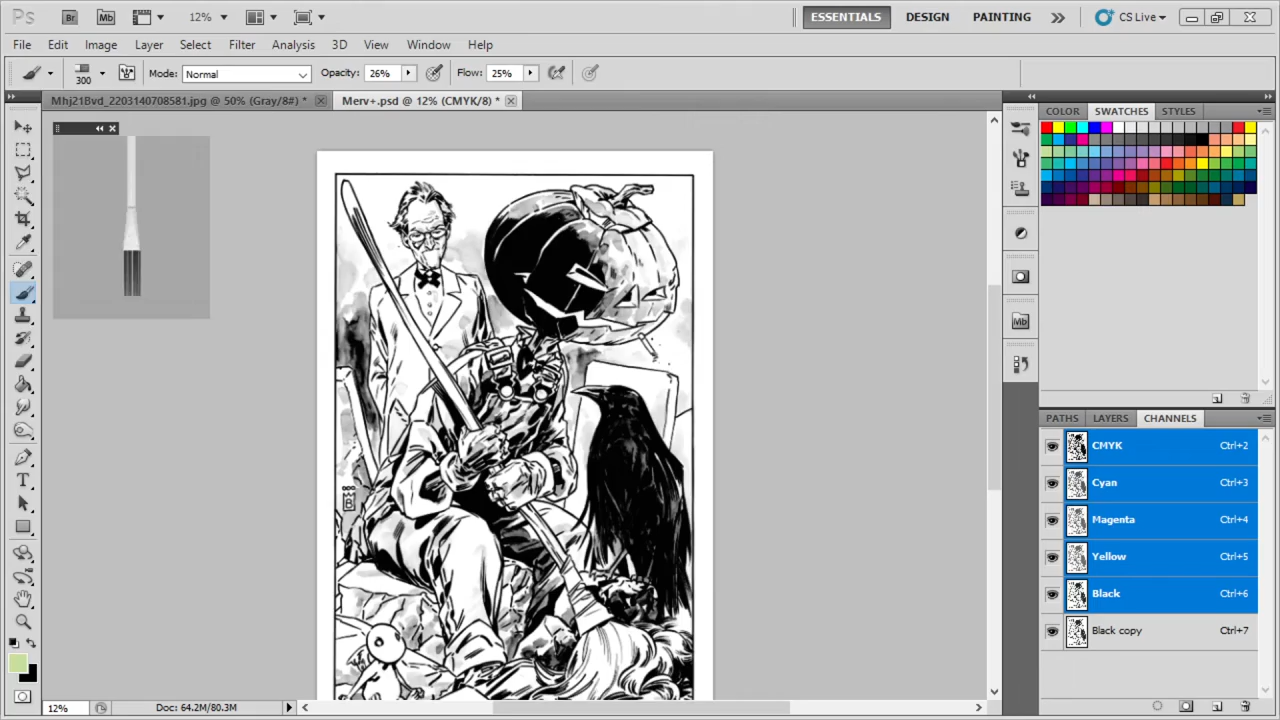 Ps Br Mb 12% ESSENTIALS DESIGN PAINTING CS Live
File Edit Image Layer Select Filter Analysis 3D View Window Help
300 Mode: Normal Opacity: 26% Flow: 25%
Mhj21Bvd_2203140708581.jpg @ 50% (Gray/8#) * Merv+.psd @ 12% (CMYK/8) *
COLOR SWATCHES STYLES
Mb
PATHS LAYERS CHANNELS
CMYK Ctrl+2
Cyan Ctrl+3
Magenta Ctrl+4
Yellow Ctrl+5
Black Ctrl+6
Black copy Ctrl+7
T
B
12% Doc: 64.2M/80.3M